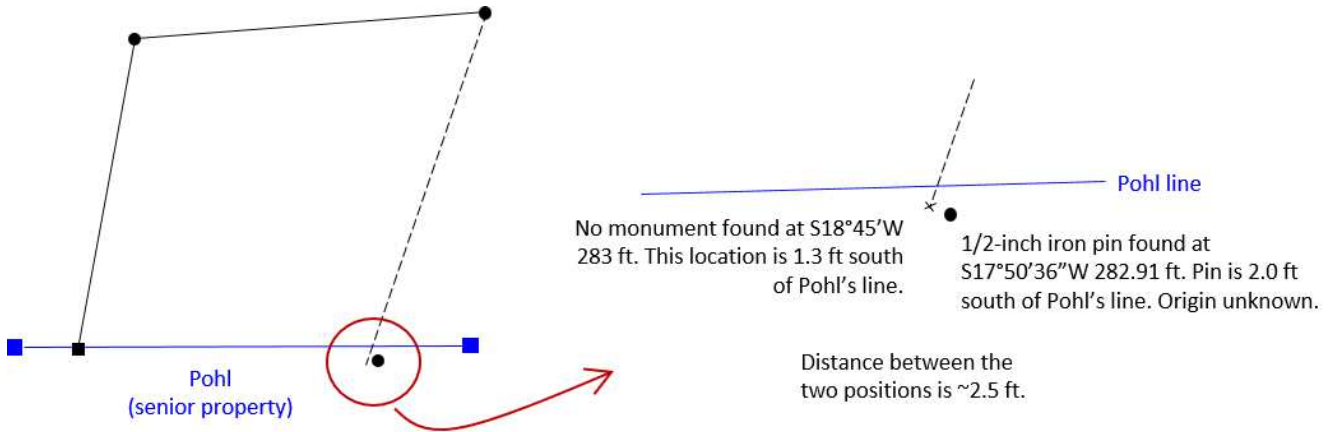 Pohl
(senior property)
Pohl line
No monument found at S18°45’W
283 ft. This location is 1.3 ft south
of Pohl’s line.
1/2-inch iron pin found at
S17°50’36”W 282.91 ft. Pin is 2.0 ft
south of Pohl’s line. Origin unknown.
Distance between the
two positions is ~2.5 ft.